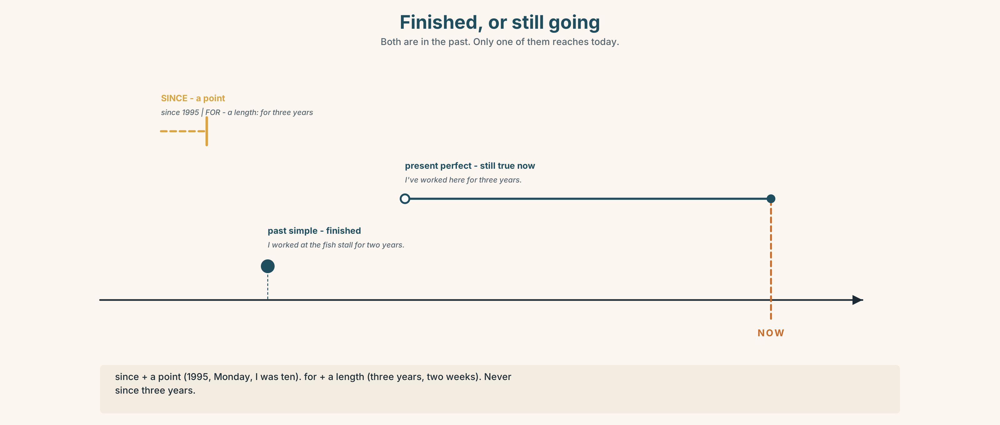 Finished, or still going
Both are in the past. Only one of them reaches today.
SINCE - a point
since 1995 | FOR - a length: for three years
present perfect - still true now
I've worked here for three years.
past simple - finished
I worked at the fish stall for two years.
NOW
since + a point (1995, Monday, I was ten). for + a length (three years, two weeks). Never
since three years.